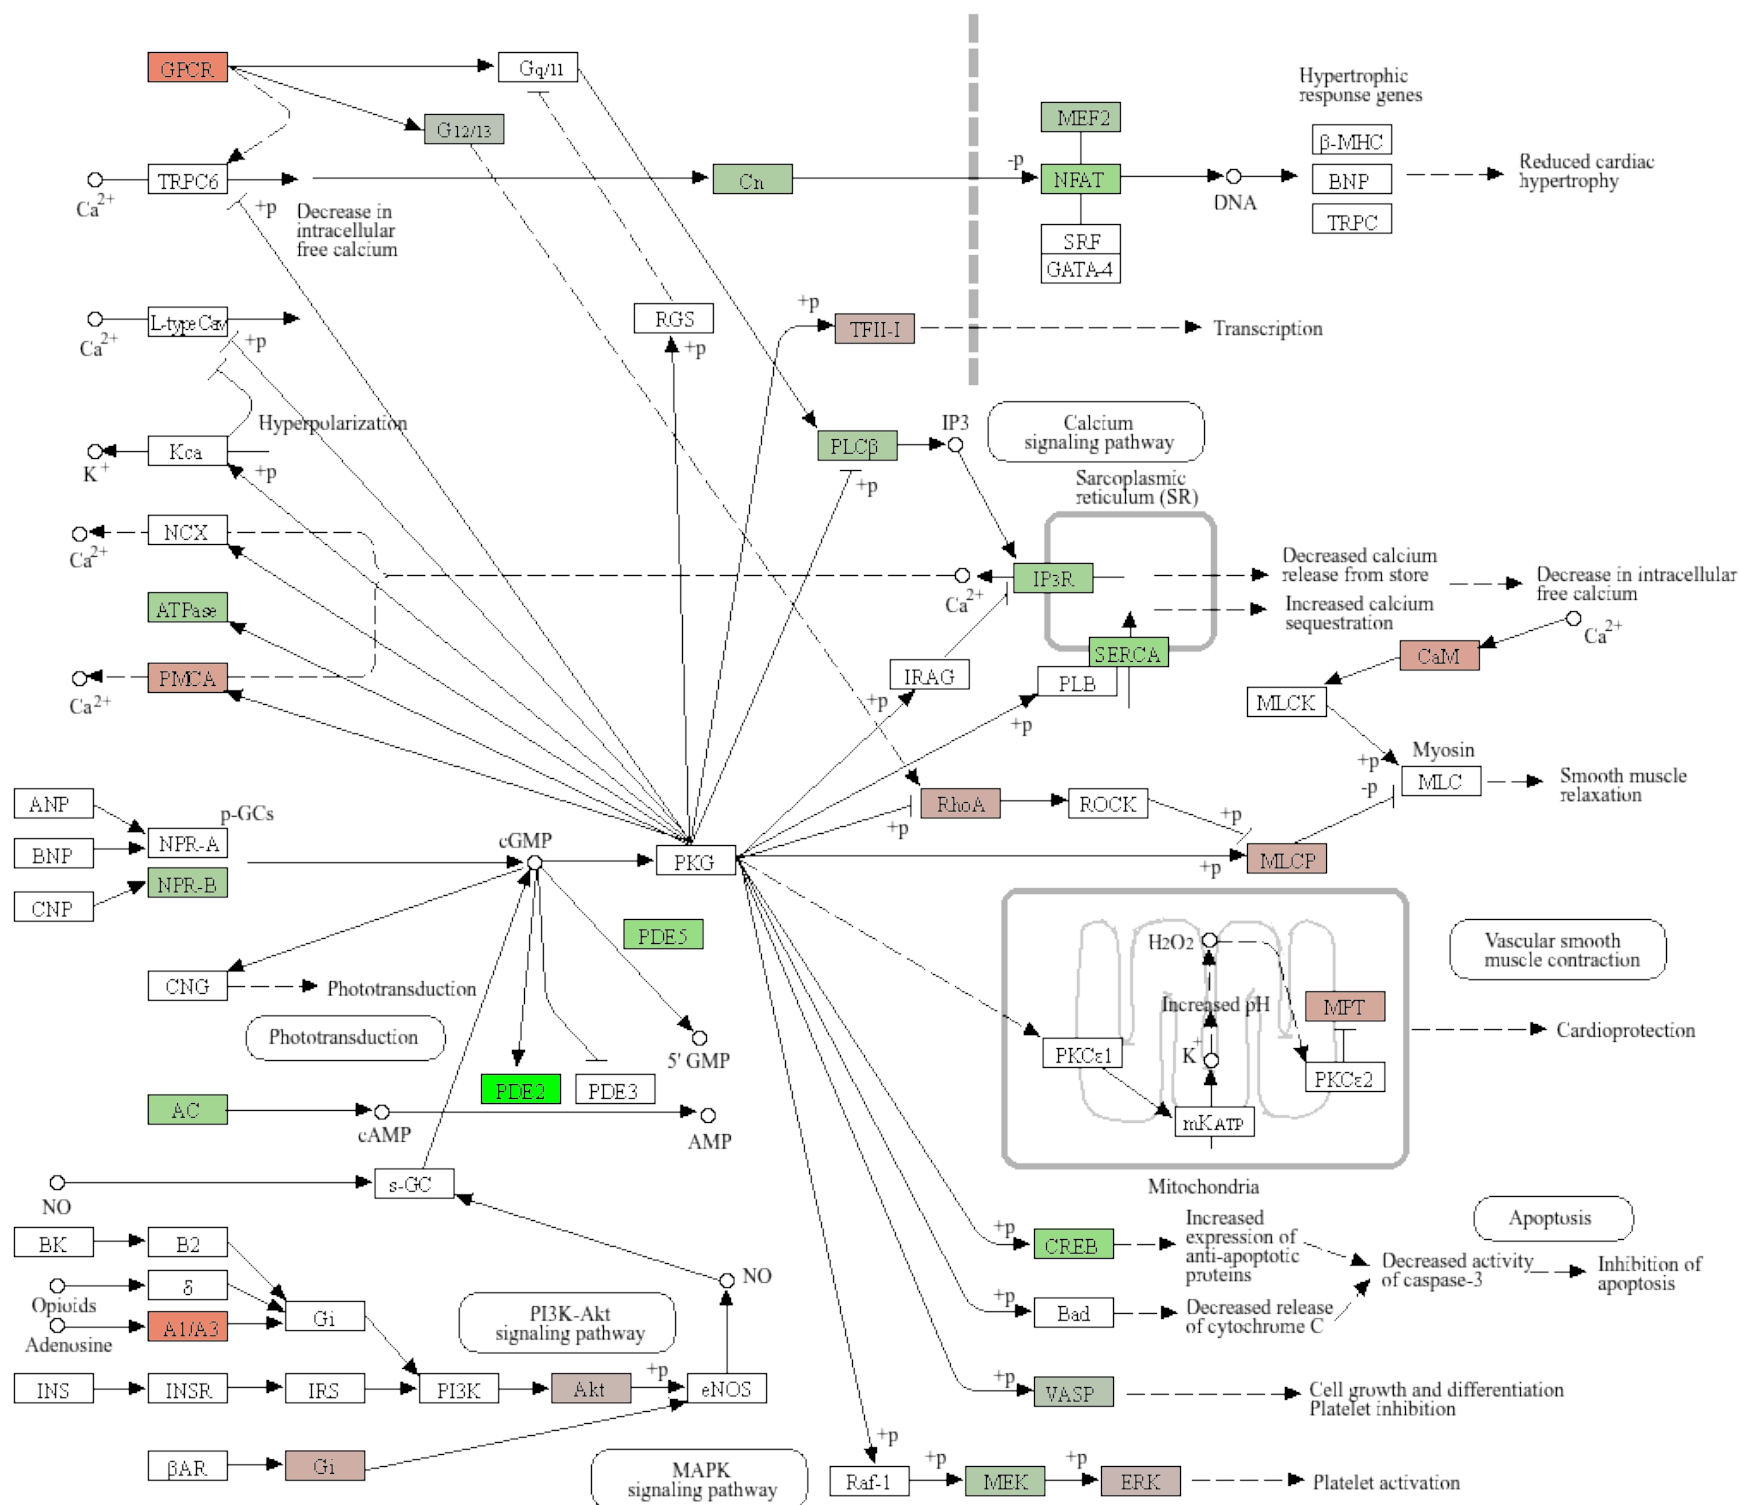 GPCR
Gq/11
G12/13
TRPC6
Ca2+
+p
Decrease in
intracellular
free calcium
Cn
-p
MEF2
NFAT
SRF
GATA-4
DNA
Hypertrophic
response genes
β-MHC
BNP
TRPC
Reduced cardiac
hypertrophy
L-type Cav
Ca2+
+p
RGS
+p
+p
TFII-I
Transcription
Hyperpolarization
Kca
K+
+p
PLCβ
+p
IP3
Calcium
signaling pathway
Sarcoplasmic
reticulum (SR)
NCX
Ca2+
ATPase
PMCA
Ca2+
Ca2+
IP3R
Decreased calcium
release from store
Increased calcium
sequestration
Decrease in intracellular
free calcium
Ca2+
SERCA
PLB
+p
IRAG
+p
CaM
MLCK
Myosin
+p
MLC
-p
Smooth muscle
relaxation
RhoA
+p
ROCK
+p
MLCP
+p
ANP
BNP
CNP
p-GCs
NPR-A
NPR-B
cGMP
PKG
PDE5
CNG
Phototransduction
Phototransduction
5' GMP
PDE2
PDE3
AC
cAMP
AMP
H2O2
Increased pH
K+
MPT
PKCε1
PKCε2
mKATP
Mitochondria
Vascular smooth
muscle contraction
Cardioprotection
NO
s-GC
BK
B2
δ
Opioids
A1/A3
Adenosine
Gi
NO
PI3K-Akt
signaling pathway
INS
INSR
IRS
PI3K
Akt
+p
eNOS
βAR
Gi
MAPK
signaling pathway
+p
CREB
Increased
expression of
anti-apoptotic
proteins
+p
Bad
Decreased release
of cytochrome C
Decreased activity
of caspase-3
Apoptosis
Inhibition of
apoptosis
+p
VASP
Cell growth and differentiation
Platelet inhibition
+p
Raf-1
+p
MEK
+p
ERK
Platelet activation